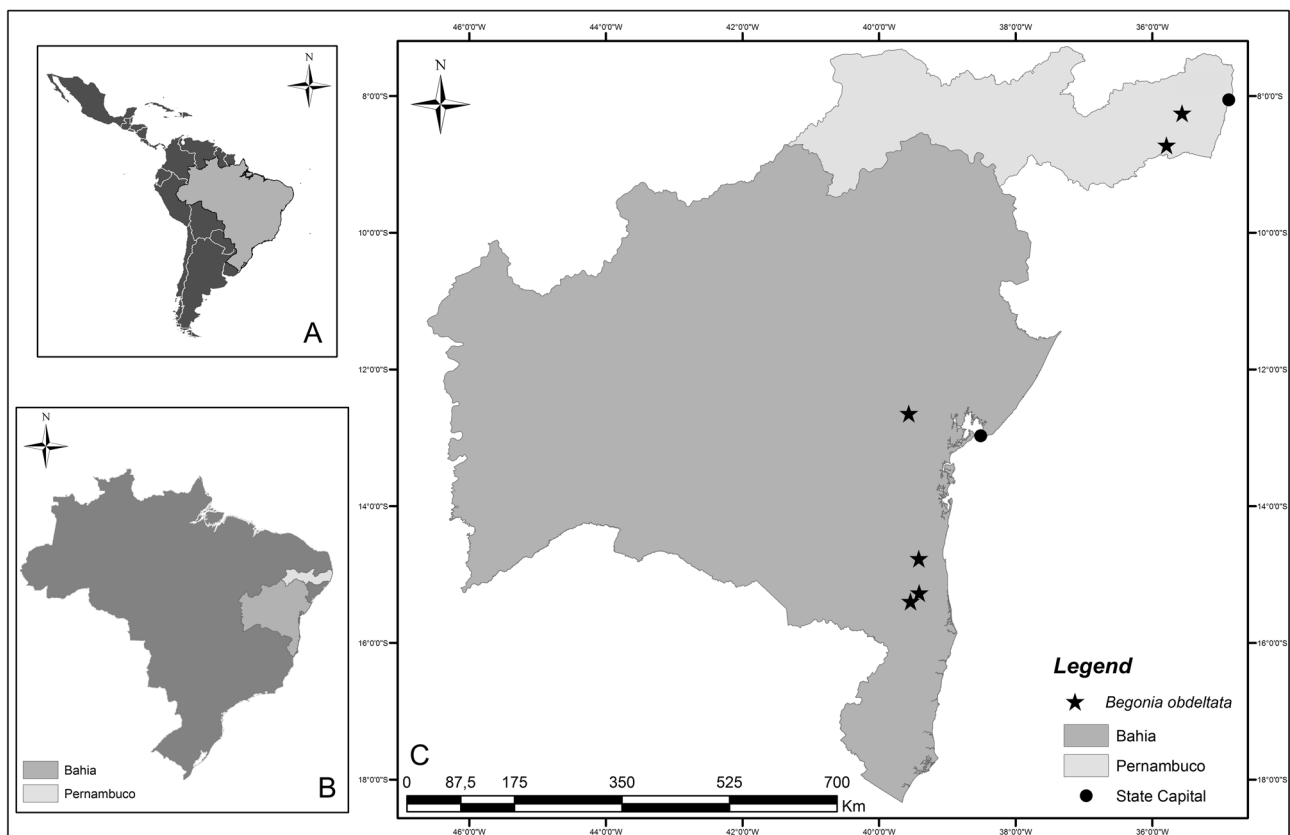 N
A
N
Bahia
Pernambuco
B
46°0'0"W 44°0'0"W 42°0'0"W 40°0'0"W 38°0'0"W 36°0'0"W
N
8°0'0"S 8°0'0"S
10°0'0"S 10°0'0"S
12°0'0"S 12°0'0"S
14°0'0"S 14°0'0"S
16°0'0"S 16°0'0"S
18°0'0"S 18°0'0"S
Legend
Begonia obdeltata
Bahia
Pernambuco
State Capital
C
0 87,5 175 350 525 700
Km
46°0'0"W 44°0'0"W 42°0'0"W 40°0'0"W 38°0'0"W 36°0'0"W